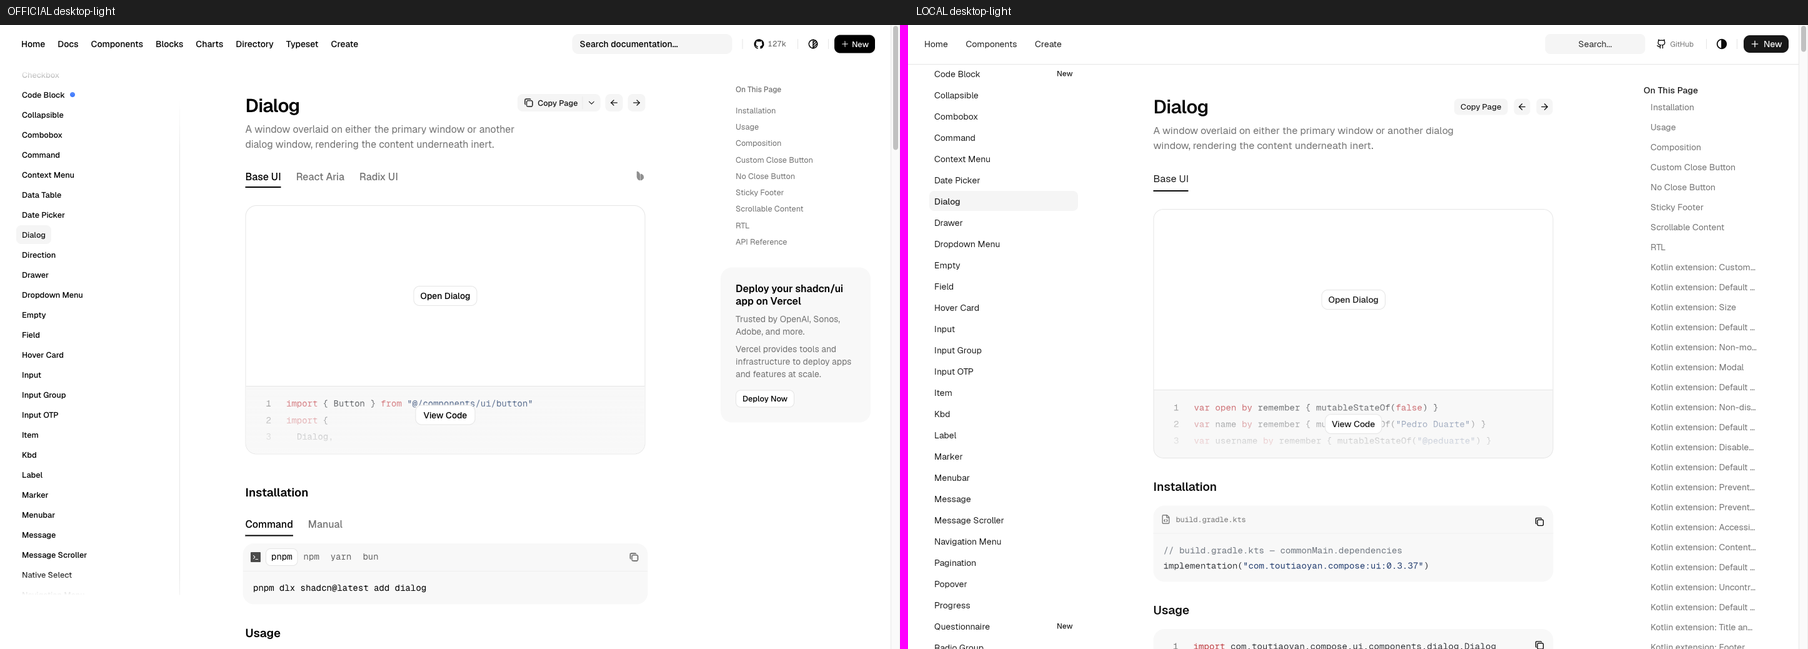 OFFICIAL desktop-light
Home Docs Components Blocks Charts Directory Typeset Create
Search documentation...
127k
+ New
Checkbox
Code Block
Collapsible
Combobox
Command
Context Menu
Data Table
Date Picker
Dialog
Direction
Drawer
Dropdown Menu
Empty
Field
Hover Card
Input
Input Group
Input OTP
Item
Kbd
Label
Marker
Menubar
Message
Message Scroller
Native Select
Dialog
Copy Page
A window overlaid on either the primary window or another
dialog window, rendering the content underneath inert.
Base UI React Aria Radix UI
Open Dialog
1 import { Button } from "@/components/ui/button"
2 import {
3 Dialog.
View Code
Installation
Command Manual
pnpm npm yarn bun
pnpm dlx shadcn@latest add dialog
Usage
On This Page
Installation
Usage
Composition
Custom Close Button
No Close Button
Sticky Footer
Scrollable Content
RTL
API Reference
Deploy your shadcn/ui
app on Vercel
Trusted by OpenAI, Sonos,
Adobe, and more.
Vercel provides tools and
infrastructure to deploy apps
and features at scale.
Deploy Now
LOCAL desktop-light
Home Components Create
Search...
GitHub
+ New
Code Block New
Collapsible
Combobox
Command
Context Menu
Date Picker
Dialog
Drawer
Dropdown Menu
Empty
Field
Hover Card
Input
Input Group
Input OTP
Item
Kbd
Label
Marker
Menubar
Message
Message Scroller
Navigation Menu
Pagination
Popover
Progress
Questionnaire New
Radio Group
Dialog
Copy Page
A window overlaid on either the primary window or another dialog
window, rendering the content underneath inert.
Base UI
Open Dialog
1 var open by remember { mutableStateOf(false) }
2 var name by remember { mu Of("Pedro Duarte") }
3 var username by remember { mutableStateOf("@peduarte") }
View Code
Installation
build.gradle.kts
// build.gradle.kts — commonMain.dependencies
implementation("com.toutiaoyan.compose:ui:0.3.37")
Usage
1 import com.toutiaoyan.compose.ui.components.dialog.Dialog
On This Page
Installation
Usage
Composition
Custom Close Button
No Close Button
Sticky Footer
Scrollable Content
RTL
Kotlin extension: Custom...
Kotlin extension: Default ...
Kotlin extension: Size
Kotlin extension: Default ...
Kotlin extension: Non-mo...
Kotlin extension: Modal
Kotlin extension: Default ...
Kotlin extension: Non-dis...
Kotlin extension: Default ...
Kotlin extension: Disable...
Kotlin extension: Default ...
Kotlin extension: Prevent...
Kotlin extension: Prevent...
Kotlin extension: Accessi...
Kotlin extension: Content...
Kotlin extension: Default ...
Kotlin extension: Uncontr...
Kotlin extension: Default ...
Kotlin extension: Title an...
Kotlin extension: Footer